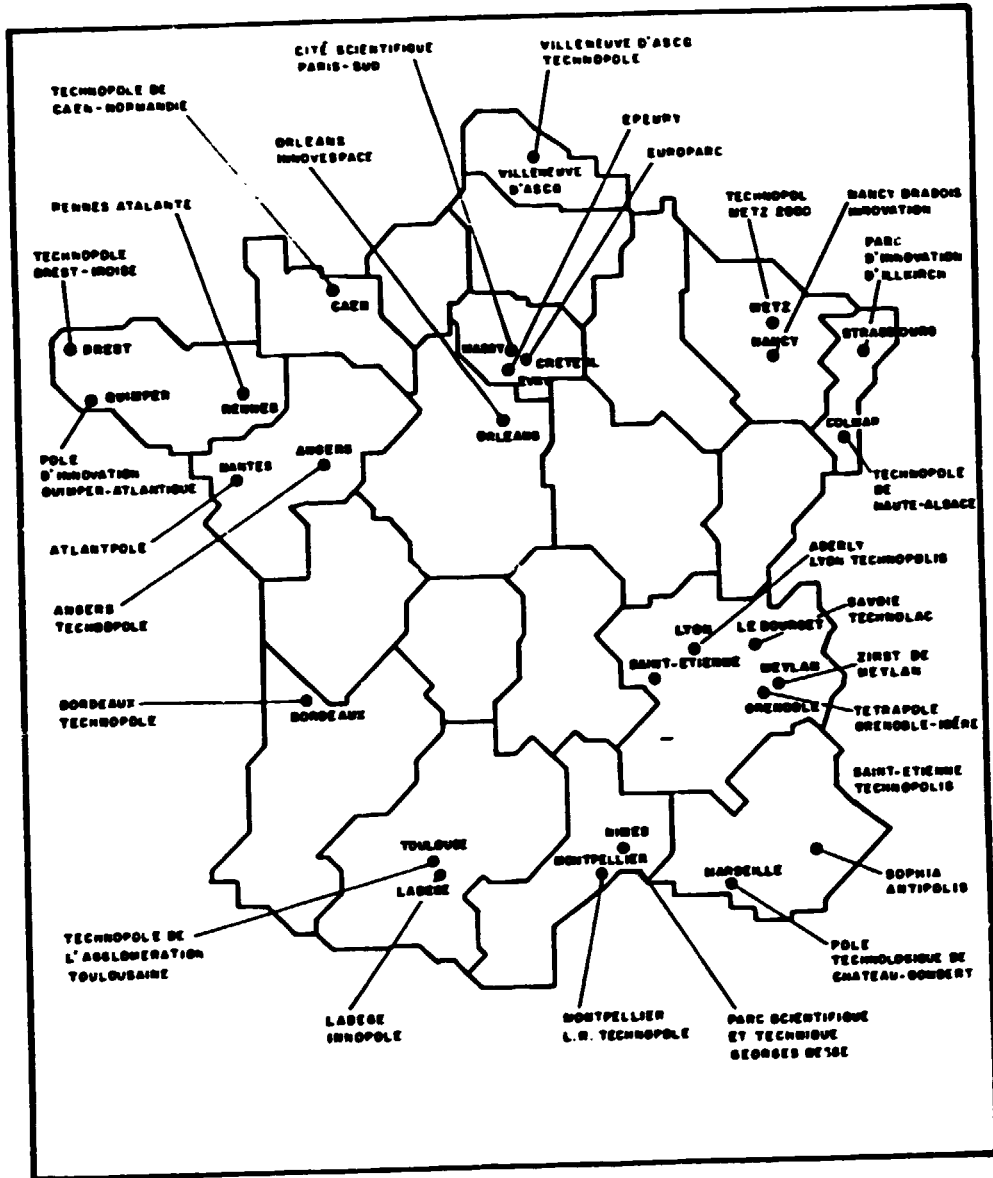 CITÉ SCIENTIFIQUE
PARIS-SUD
VILLENEUVE D'ASCQ
TECHNOPOLE
TECHNOPOLE DE
CAEN-NORMANDIE
ORLEANS
INNOVESPACE
EPEURY
EUROPARC
VILLENEUVE
D'ASCQ
RENNES ATALANTE
TECHNOPOL
METZ 2000
NANCY BRABOIS
INNOVATION
TECHNOPOLE
BREST-IROISE
PARC
D'INNOVATION
D'ILLKIRCH
CAEN
METZ
STRASBOURG
BREST
MASSY
CRETEIL
NANCY
EVRY
QUIMPER
RENNES
ORLEANS
COLMAR
POLE
D'INNOVATION
QUIMPER-ATLANTIQUE
NANTES
ANGERS
TECHNOPOLE
DE
HAUTE-ALSACE
ATLANTPOLE
ABERLY
LYON TECHNOPOLIS
ANGERS
TECHNOPOLE
SAVOIE
TECHNOLAC
LYON
LE BOURGET
SAINT-ETIENNE
MEYLAN
ZIRST DE
MEYLAN
BORDEAUX
TECHNOPOLE
BORDEAUX
GRENOBLE
TETRAPOLE
GRENOBLE-ISÈRE
SAINT-ETIENNE
TECHNOPOLIS
TOULOUSE
LABEGE
NIMES
MONTPELLIER
MARSEILLE
SOPHIA
ANTIPOLIS
TECHNOPOLE DE
L'AGGLOMERATION
TOULOUSAINE
POLE
TECHNOLOGIQUE DE
CHATEAU-GOMBERT
LABEGE
INNOPOLE
MONTPELLIER
L.R. TECHNOPOLE
PARC SCIENTIFIQUE
ET TECHNIQUE
GEORGES BESSE